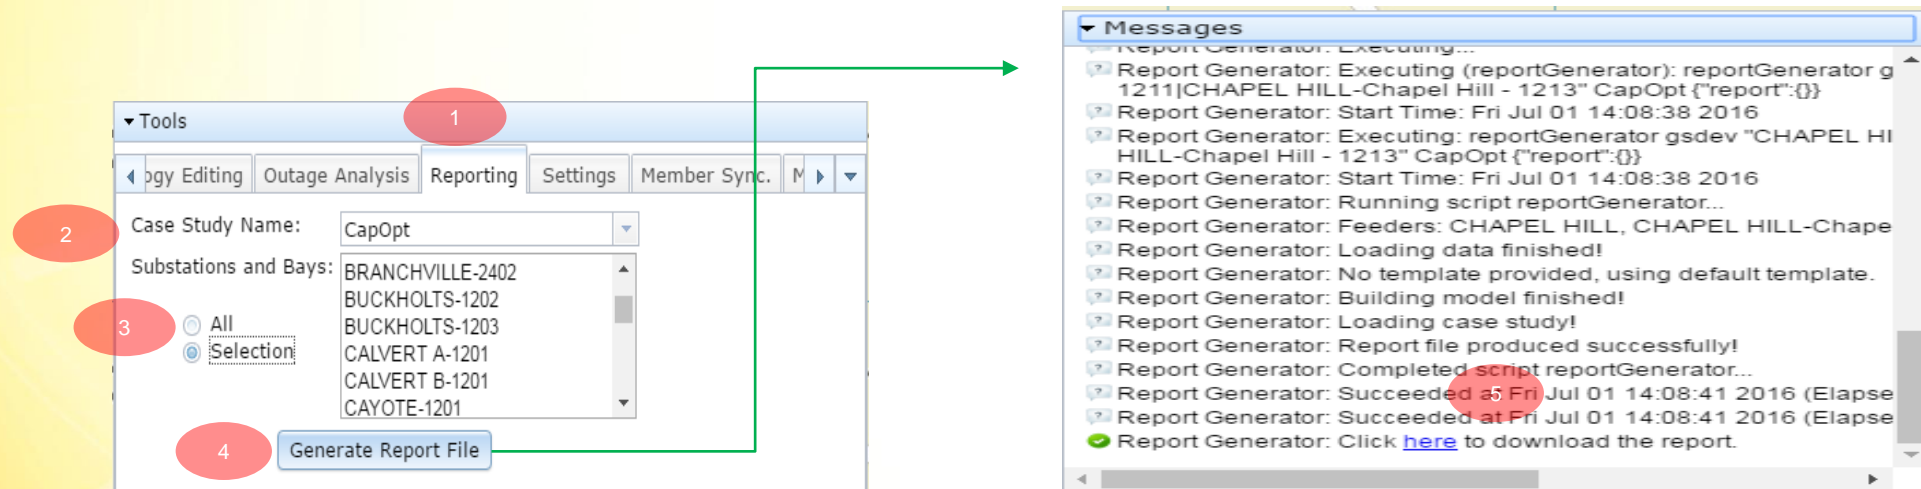 Tools
1
ogy Editing
Outage Analysis
Reporting
Settings
Member Sync.
M
2
Case Study Name:
CapOpt
Substations and Bays:
BRANCHVILLE-2402
BUCKHOLTS-1202
BUCKHOLTS-1203
CALVERT A-1201
CALVERT B-1201
CAYOTE-1201
3
All
Selection
4
Generate Report File
Messages
Report Generator: Executing...
Report Generator: Executing (reportGenerator): reportGenerator g
1211|CHAPEL HILL-Chapel Hill - 1213" CapOpt {"report":{}}
Report Generator: Start Time: Fri Jul 01 14:08:38 2016
Report Generator: Executing: reportGenerator gsdev "CHAPEL HI
HILL-Chapel Hill - 1213" CapOpt {"report":{}}
Report Generator: Start Time: Fri Jul 01 14:08:38 2016
Report Generator: Running script reportGenerator...
Report Generator: Feeders: CHAPEL HILL, CHAPEL HILL-Chape
Report Generator: Loading data finished!
Report Generator: No template provided, using default template.
Report Generator: Building model finished!
Report Generator: Loading case study!
Report Generator: Report file produced successfully!
Report Generator: Completed script reportGenerator...
Report Generator: Succeeded at Fri Jul 01 14:08:41 2016 (Elapse
5
Report Generator: Succeeded at Fri Jul 01 14:08:41 2016 (Elapse
Report Generator: Click here to download the report.